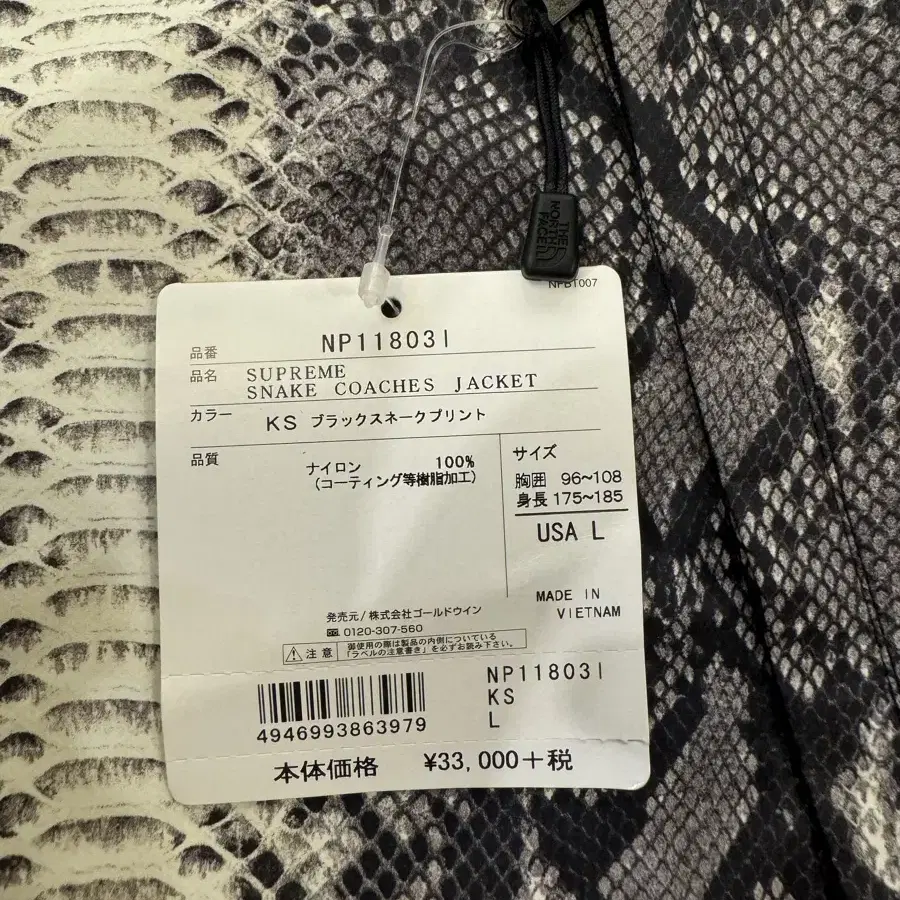 THE
NORTH
FACE
NPBT007
品番 NP11803I
品名 SUPREME
SNAKE COACHES JACKET
カラー KS ブラックスネークプリント
品質 ナイロン 100%
(コーティング等樹脂加工)
サイズ
胸囲 96~108
身長 175~185
USA L
MADE IN
VIETNAM
発売元/株式会社ゴールドウイン
0120-307-560
注意 御使用の際は製品の内側についている
「ラベルの注意書き」を必ずお読み下さい。
4946993863979
NP11803I
KS
L
本体価格 ¥33,000+税